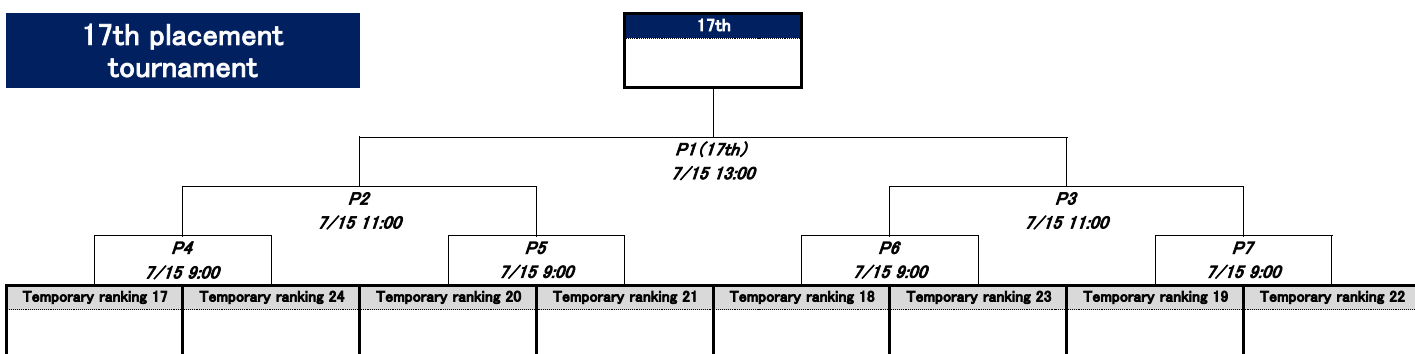 17th placement
tournament
17th
P1(17th)
7/15 13:00
P2
7/15 11:00
P3
7/15 11:00
P4
7/15 9:00
P5
7/15 9:00
P6
7/15 9:00
P7
7/15 9:00
Temporary ranking 17
Temporary ranking 24
Temporary ranking 20
Temporary ranking 21
Temporary ranking 18
Temporary ranking 23
Temporary ranking 19
Temporary ranking 22